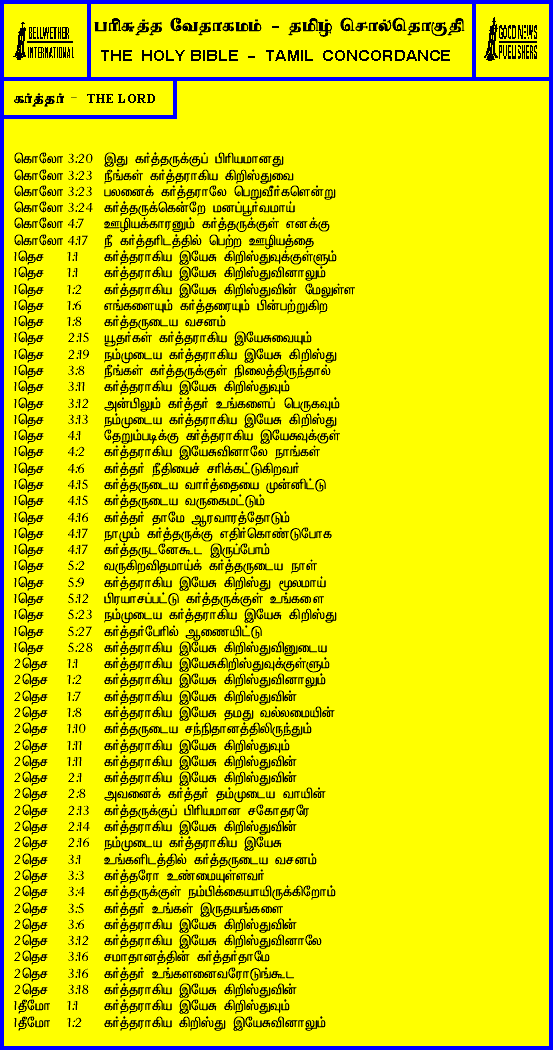 BELLWETHER
INTERNATIONAL
பரிசுத்த வேதாகமம் - தமிழ் சொல்தொகுதி
THE HOLY BIBLE - TAMIL CONCORDANCE
GOOD NEWS
PUBLISHERS
கர்த்தர் - THE LORD
கொலோ 3:20 இது கர்த்தருக்குப் பிரியமானது
கொலோ 3:23 நீங்கள் கர்த்தராகிய கிறிஸ்துவை
கொலோ 3:23 பலனைக் கர்த்தராலே பெறுவீர்களென்று
கொலோ 3:24 கர்த்தருக்கென்றே மனப்பூர்வமாய்
கொலோ 4:7 ஊழியக்காரனும் கர்த்தருக்குள் எனக்கு
கொலோ 4:17 நீ கர்த்தரிடத்தில் பெற்ற ஊழியத்தை
1தெச 1:1 கர்த்தராகிய இயேசு கிறிஸ்துவுக்குள்ளும்
1தெச 1:1 கர்த்தராகிய இயேசு கிறிஸ்துவினாலும்
1தெச 1:2 கர்த்தராகிய இயேசு கிறிஸ்துவின் மேலுள்ள
1தெச 1:6 எங்களையும் கர்த்தரையும் பின்பற்றுகிற
1தெச 1:8 கர்த்தருடைய வசனம்
1தெச 2:15 யூதர்கள் கர்த்தராகிய இயேசுவையும்
1தெச 2:19 நம்முடைய கர்த்தராகிய இயேசு கிறிஸ்து
1தெச 3:8 நீங்கள் கர்த்தருக்குள் நிலைத்திருந்தால்
1தெச 3:11 கர்த்தராகிய இயேசு கிறிஸ்துவும்
1தெச 3:12 அன்பிலும் கர்த்தர் உங்களைப் பெருகவும்
1தெச 3:13 நம்முடைய கர்த்தராகிய இயேசு கிறிஸ்து
1தெச 4:1 தேறும்படிக்கு கர்த்தராகிய இயேசுவுக்குள்
1தெச 4:2 கர்த்தராகிய இயேசுவினாலே நாங்கள்
1தெச 4:6 கர்த்தர் நீதியைச் சரிக்கட்டுகிறவர்
1தெச 4:15 கர்த்தருடைய வார்த்தையை முன்னிட்டு
1தெச 4:15 கர்த்தருடைய வருகைமட்டும்
1தெச 4:16 கர்த்தர் தாமே ஆரவாரத்தோடும்
1தெச 4:17 நாமும் கர்த்தருக்கு எதிர்கொண்டுபோக
1தெச 4:17 கர்த்தருடனேகூட இருப்போம்
1தெச 5:2 வருகிறவிதமாய்க் கர்த்தருடைய நாள்
1தெச 5:9 கர்த்தராகிய இயேசு கிறிஸ்து மூலமாய்
1தெச 5:12 பிரயாசப்பட்டு கர்த்தருக்குள் உங்களை
1தெச 5:23 நம்முடைய கர்த்தராகிய இயேசு கிறிஸ்து
1தெச 5:27 கர்த்தர்பேரில் ஆணையிட்டு
1தெச 5:28 கர்த்தராகிய இயேசு கிறிஸ்துவினுடைய
2தெச 1:1 கர்த்தராகிய இயேசுகிறிஸ்துவுக்குள்ளும்
2தெச 1:2 கர்த்தராகிய இயேசு கிறிஸ்துவினாலும்
2தெச 1:7 கர்த்தராகிய இயேசு கிறிஸ்துவின்
2தெச 1:8 கர்த்தராகிய இயேசு தமது வல்லமையின்
2தெச 1:10 கர்த்தருடைய சந்நிதானத்திலிருந்தும்
2தெச 1:11 கர்த்தராகிய இயேசு கிறிஸ்துவும்
2தெச 1:11 கர்த்தராகிய இயேசு கிறிஸ்துவின்
2தெச 2:1 கர்த்தராகிய இயேசு கிறிஸ்துவின்
2தெச 2:8 அவனைக் கர்த்தர் தம்முடைய வாயின்
2தெச 2:13 கர்த்தருக்குப் பிரியமான சகோதரரே
2தெச 2:14 கர்த்தராகிய இயேசு கிறிஸ்துவின்
2தெச 2:16 நம்முடைய கர்த்தராகிய இயேசு
2தெச 3:1 உங்களிடத்தில் கர்த்தருடைய வசனம்
2தெச 3:3 கர்த்தரோ உண்மையுள்ளவர்
2தெச 3:4 கர்த்தருக்குள் நம்பிக்கையாயிருக்கிறோம்
2தெச 3:5 கர்த்தர் உங்கள் இருதயங்களை
2தெச 3:6 கர்த்தராகிய இயேசு கிறிஸ்துவின்
2தெச 3:12 கர்த்தராகிய இயேசு கிறிஸ்துவினாலே
2தெச 3:16 சமாதானத்தின் கர்த்தர்தாமே
2தெச 3:16 கர்த்தர் உங்களனைவரோடுங்கூட
2தெச 3:18 கர்த்தராகிய இயேசு கிறிஸ்துவின்
1தீமோ 1:1 கர்த்தராகிய இயேசு கிறிஸ்துவும்
1தீமோ 1:2 கர்த்தராகிய கிறிஸ்து இயேசுவினாலும்